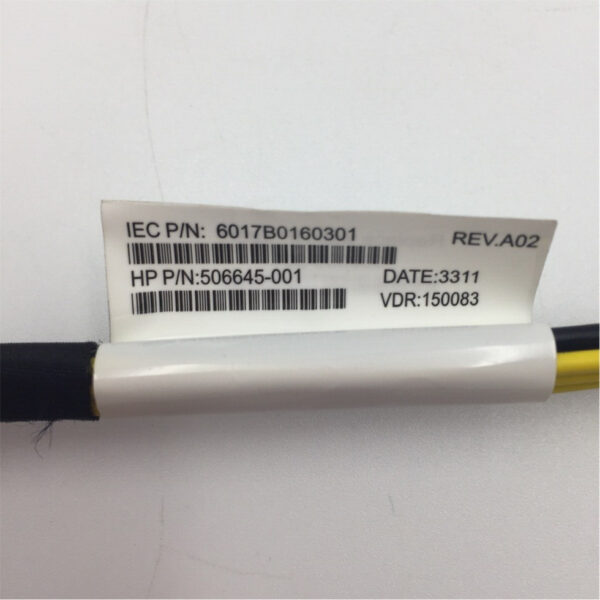 IEC P/N: 6017B0160301 REV.A02
HP P/N:506645-001 DATE:3311
VDR:150083